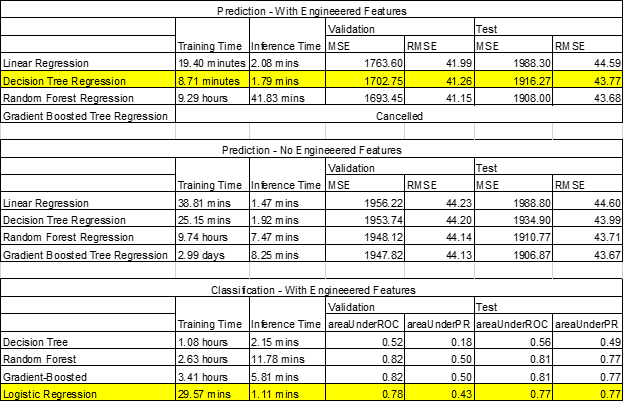 Prediction - With Engineeered Features
Validation Test
Training Time Inference Time MSE RMSE MSE RMSE
Linear Regression 19.40 minutes 2.08 mins 1763.60 41.99 1988.30 44.59
Decision Tree Regression 8.71 minutes 1.79 mins 1702.75 41.26 1916.27 43.77
Random Forest Regression 9.29 hours 41.83 mins 1693.45 41.15 1908.00 43.68
Gradient Boosted Tree Regression Cancelled
Prediction - No Engineeered Features
Validation Test
Training Time Inference Time MSE RMSE MSE RMSE
Linear Regression 38.81 mins 1.47 mins 1956.22 44.23 1988.80 44.60
Decision Tree Regression 25.15 mins 1.92 mins 1953.74 44.20 1934.90 43.99
Random Forest Regression 9.74 hours 7.47 mins 1948.12 44.14 1910.77 43.71
Gradient Boosted Tree Regression 2.99 days 8.25 mins 1947.82 44.13 1906.87 43.67
Classification - With Engineeered Features
Validation Test
Training Time Inference Time areaUnderROC areaUnderPR areaUnderROC areaUnderPR
Decision Tree 1.08 hours 2.15 mins 0.52 0.18 0.56 0.49
Random Forest 2.63 hours 11.78 mins 0.82 0.50 0.81 0.77
Gradient-Boosted 3.41 hours 5.81 mins 0.82 0.50 0.81 0.77
Logistic Regression 29.57 mins 1.11 mins 0.78 0.43 0.77 0.77